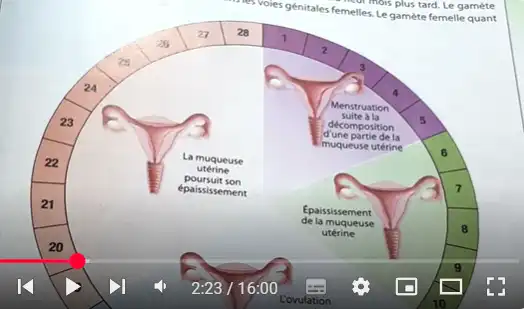 mois plus tard. Le gamète
les voies génitales femelles. Le gamète femelle quant
28
1
2
3
4
5
6
7
8
9
10
27
26
25
24
23
22
21
20
Menstruation
suite à la
décomposition
d'une partie de la
muqueuse utérine
La muqueuse
utérine
poursuit son
épaississement
Épaississement
de la muqueuse
utérine
L'ovulation
2:23 / 16:00